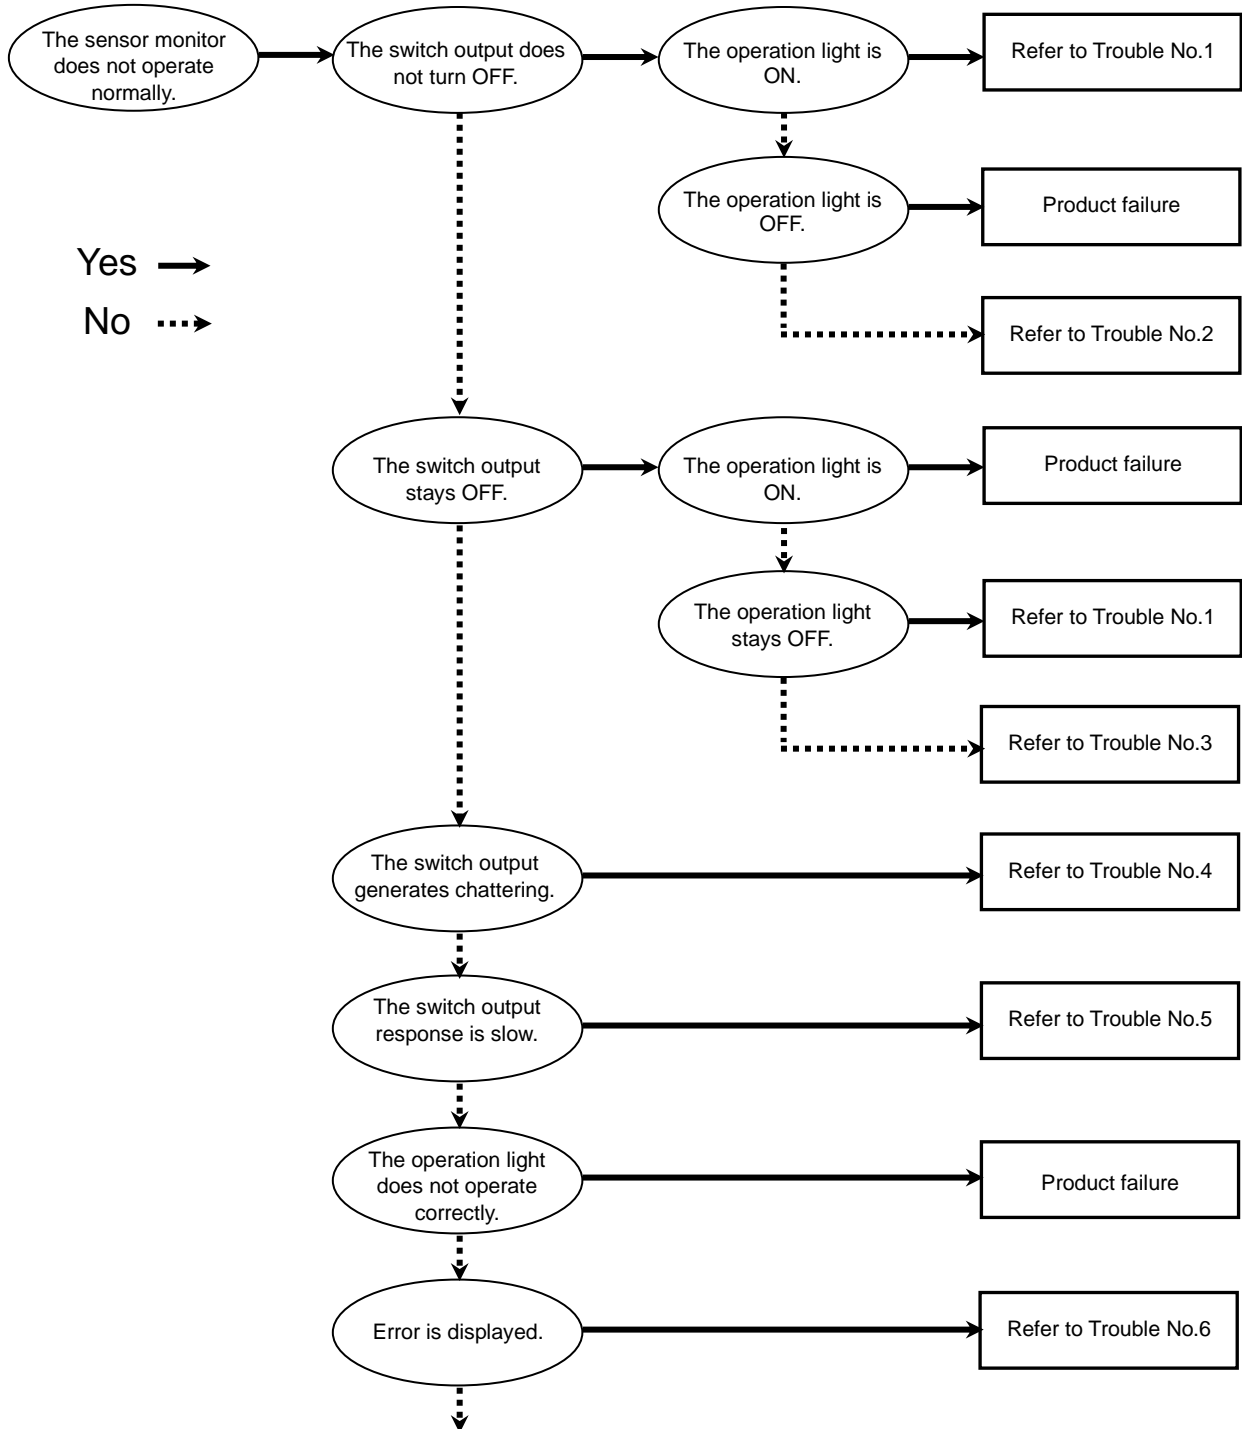 The sensor monitor
does not operate
normally.
The switch output does
not turn OFF.
The operation light is
ON.
Refer to Trouble No.1
The operation light is
OFF.
Product failure
Yes
No
Refer to Trouble No.2
The switch output
stays OFF.
The operation light is
ON.
Product failure
The operation light
stays OFF.
Refer to Trouble No.1
Refer to Trouble No.3
The switch output
generates chattering.
Refer to Trouble No.4
The switch output
response is slow.
Refer to Trouble No.5
The operation light
does not operate
correctly.
Product failure
Error is displayed.
Refer to Trouble No.6